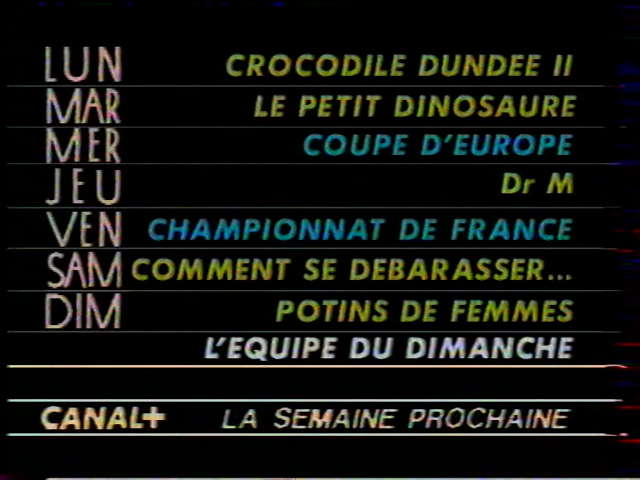 LUN CROCODILE DUNDEE II
MAR LE PETIT DINOSAURE
MER COUPE D'EUROPE
JEU Dr M
VEN CHAMPIONNAT DE FRANCE
SAM COMMENT SE DEBARASSER...
DIM POTINS DE FEMMES
L'EQUIPE DU DIMANCHE
CANAL+ LA SEMAINE PROCHAINE